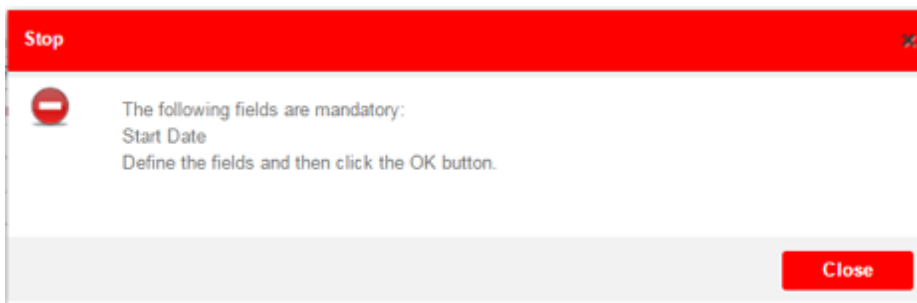 Stop
The following fields are mandatory:
Start Date
Define the fields and then click the OK button.
Close